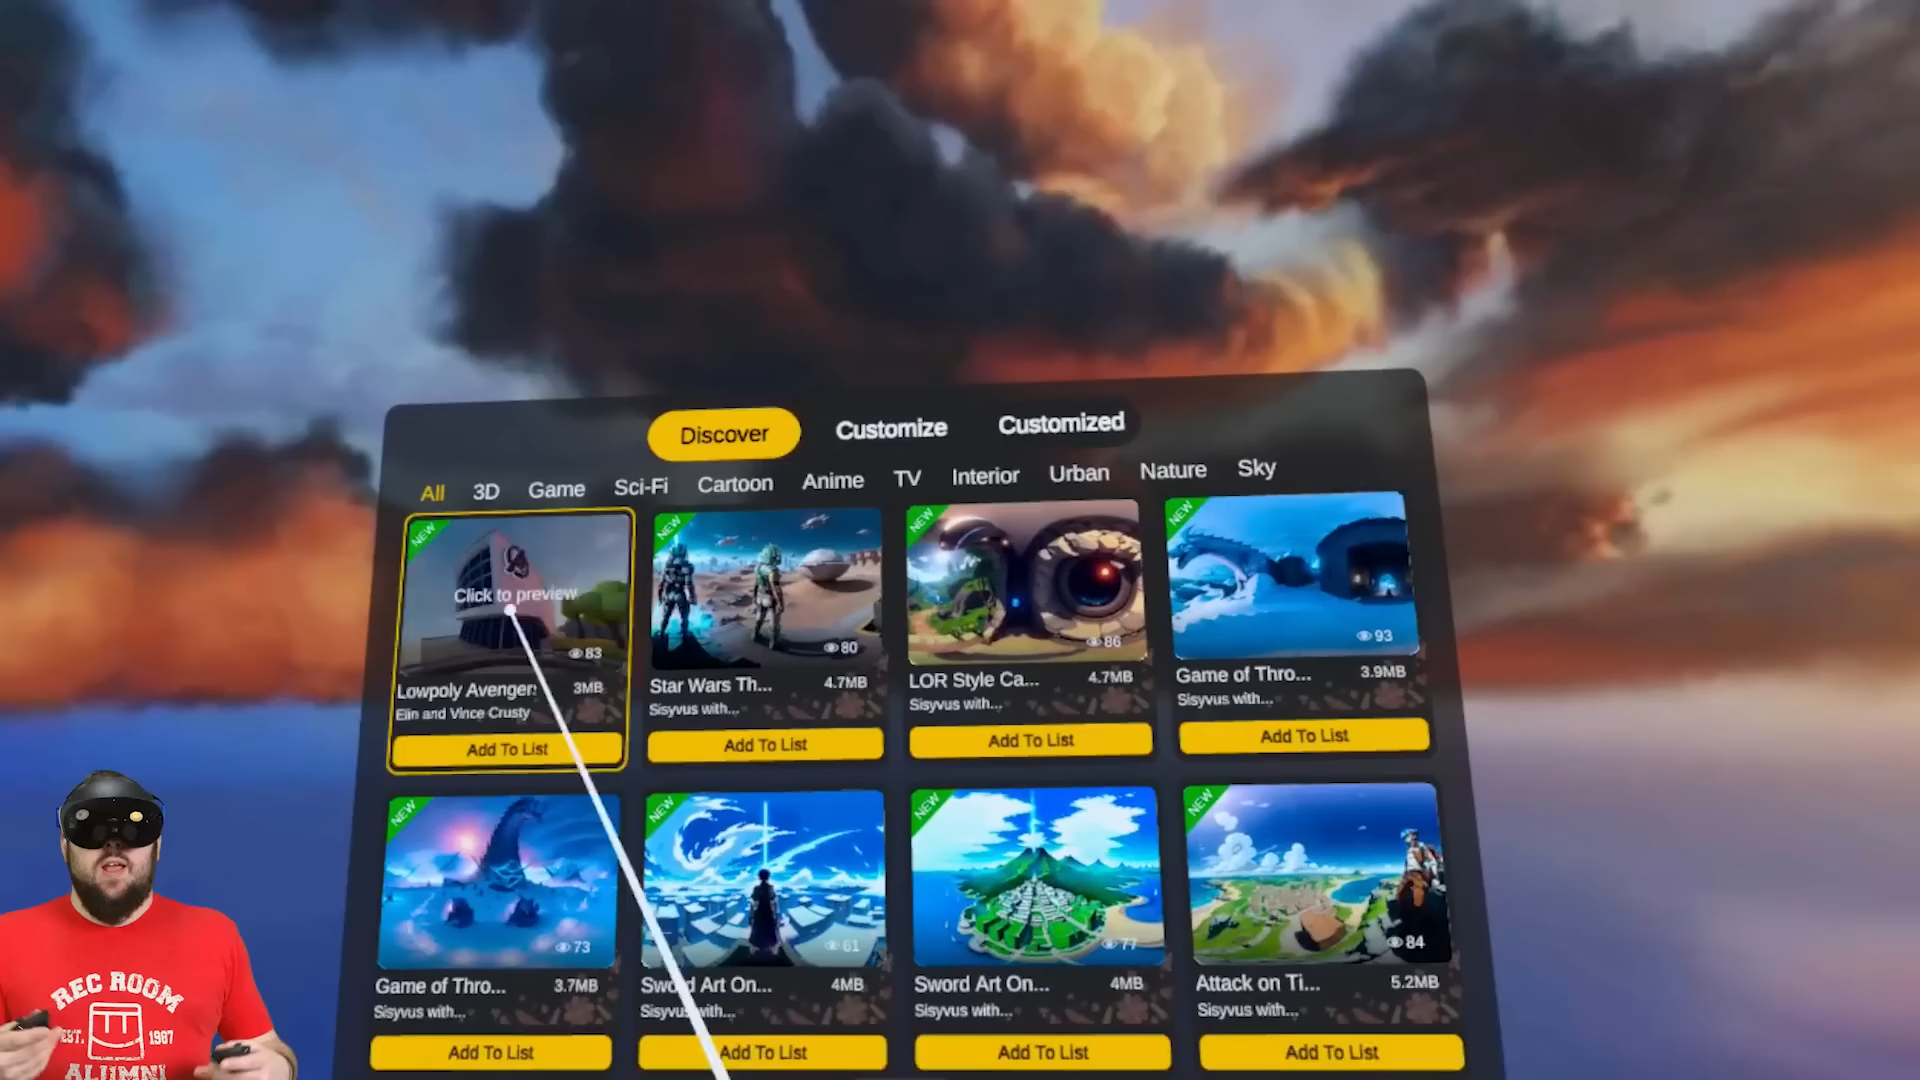 Discover Customize Customized
All 3D Game Sci-Fi Cartoon Anime TV Interior Urban Nature Sky
NEW NEW NEW NEW
Click to preview
83 80 86 93
Lowpoly Avengers 3MB Star Wars Th... 4.7MB LOR Style Ca... 4.7MB Game of Thro... 3.9MB
Elin and Vince Crusty Sisyvus with... Sisyvus with... Sisyvus with...
Add To List Add To List Add To List Add To List
NEW NEW NEW NEW
73 61 77 84
Game of Thro... 3.7MB Sword Art On... 4MB Sword Art On... 4MB Attack on Ti... 5.2MB
Sisyvus with... Sisyvus with... Sisyvus with... Sisyvus with...
Add To List Add To List Add To List Add To List
REC ROOM
EST. 1987
ALUMNI